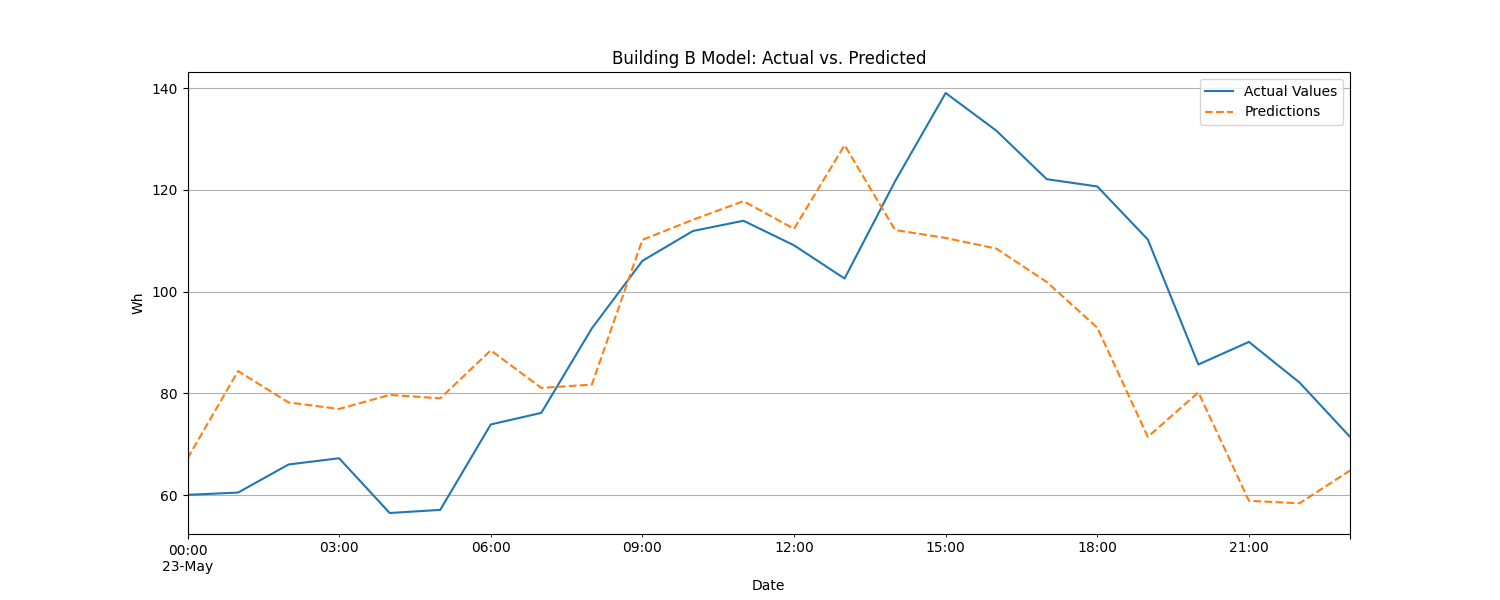 Building B Model: Actual vs. Predicted
Actual Values
Predictions
140
120
100
80
60
Wh
00:00 03:00 06:00 09:00 12:00 15:00 18:00 21:00
23-May
Date